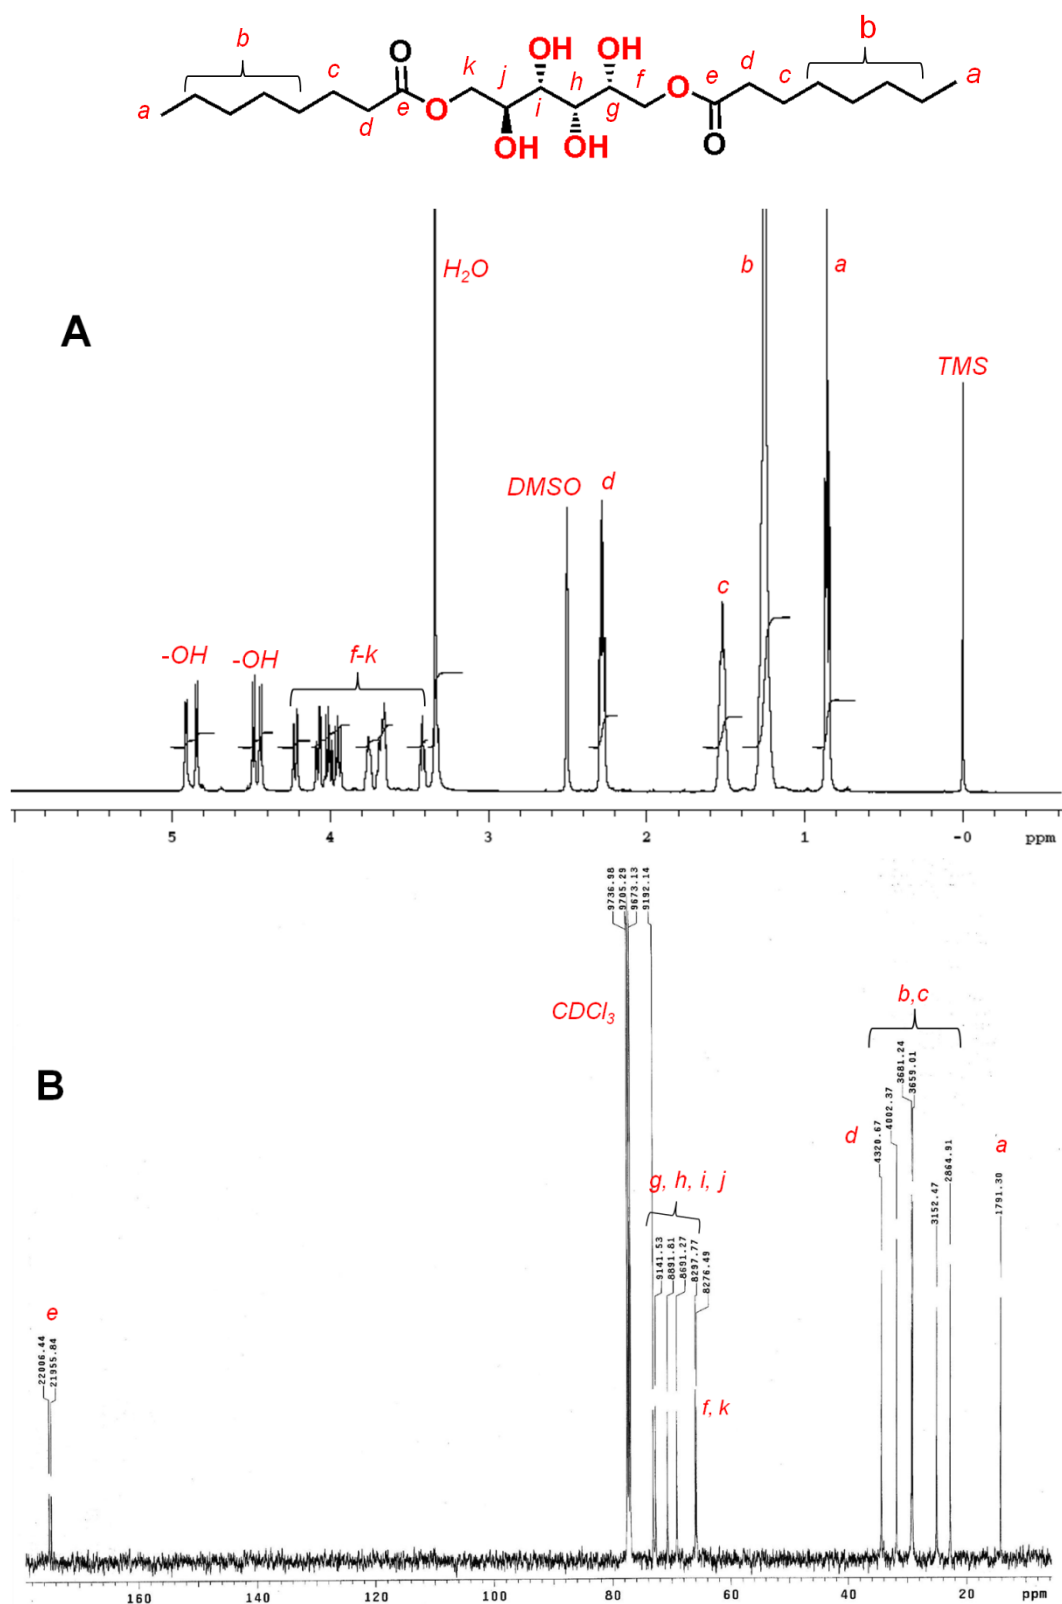 b
b
O
OH
OH
c
k
j
h
f
d
e
c
a
a
d
e
O
i
g
O
OH
OH
O
H2O
b
a
A
TMS
DMSO
d
c
-OH
-OH
f-k
5
4
3
2
1
-0
ppm
9736.98
9705.29
9673.13
9192.14
CDCl3
b,c
B
3681.24
3659.01
4002.37
d
4320.67
2864.91
a
3152.47
1791.30
g, h, i, j
9141.53
8891.81
8691.27
8297.77
8276.49
e
22006.44
21955.84
f, k
160
140
120
100
80
60
40
20
ppm